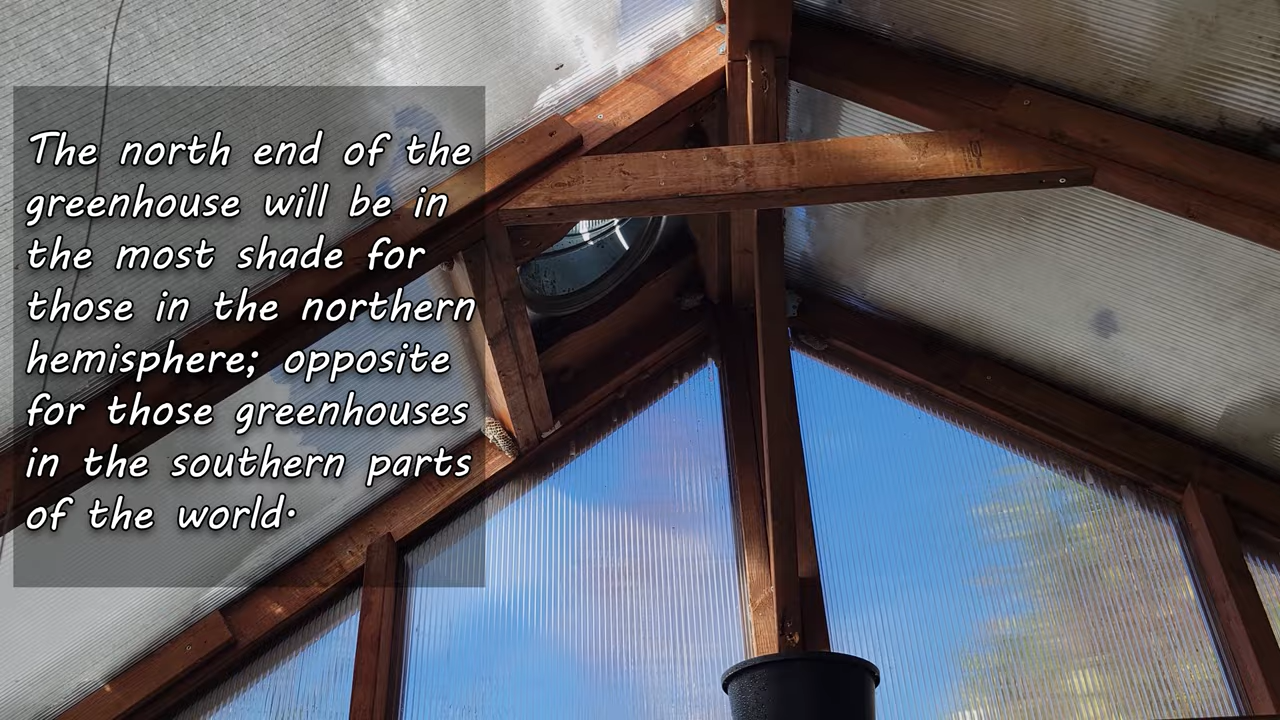 The north end of the
greenhouse will be in
the most shade for
those in the northern
hemisphere; opposite
for those greenhouses
in the southern parts
of the world.